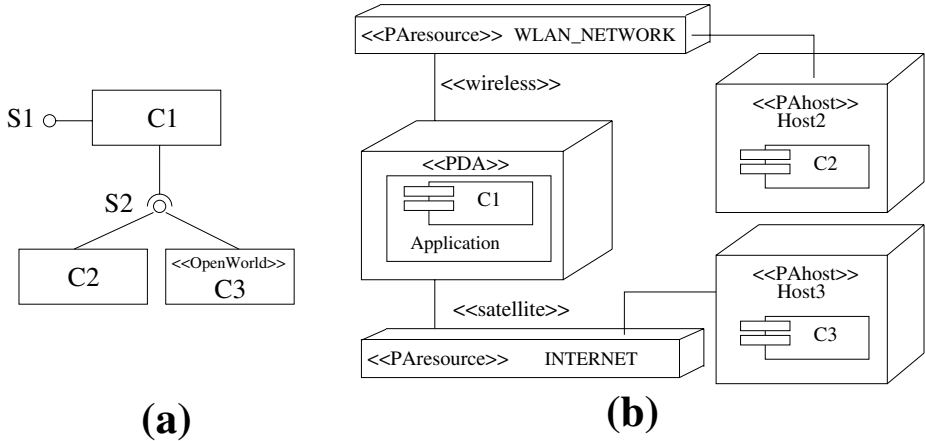 S1
C1
S2
C2
<<OpenWorld>>
C3
(a)
<<PAresource>> WLAN_NETWORK
<<wireless>>
<<PDA>>
C1
Application
<<satellite>>
<<PAresource>> INTERNET
<<PAhost>>
Host2
C2
<<PAhost>>
Host3
C3
(b)